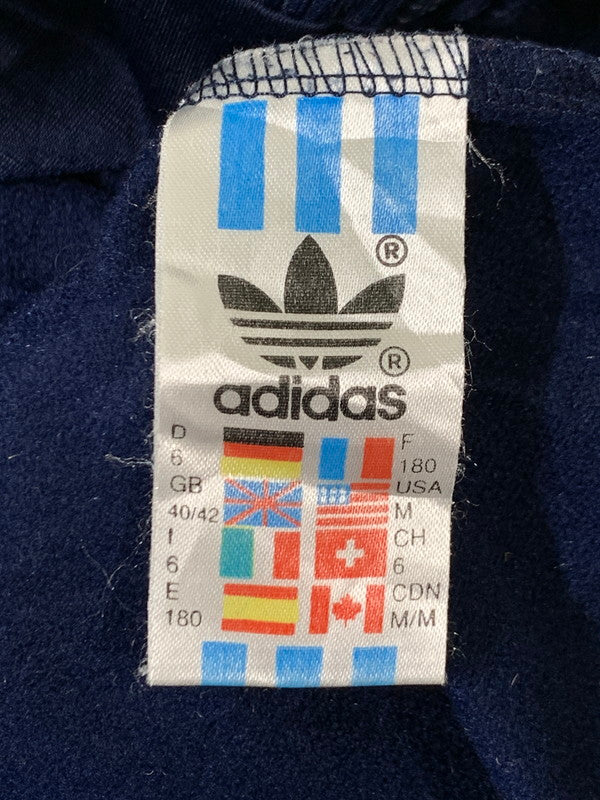 ®
®
adidas
D
6
GB
40/42
I
6
E
180
F
180
USA
M
CH
6
CDN
M/M